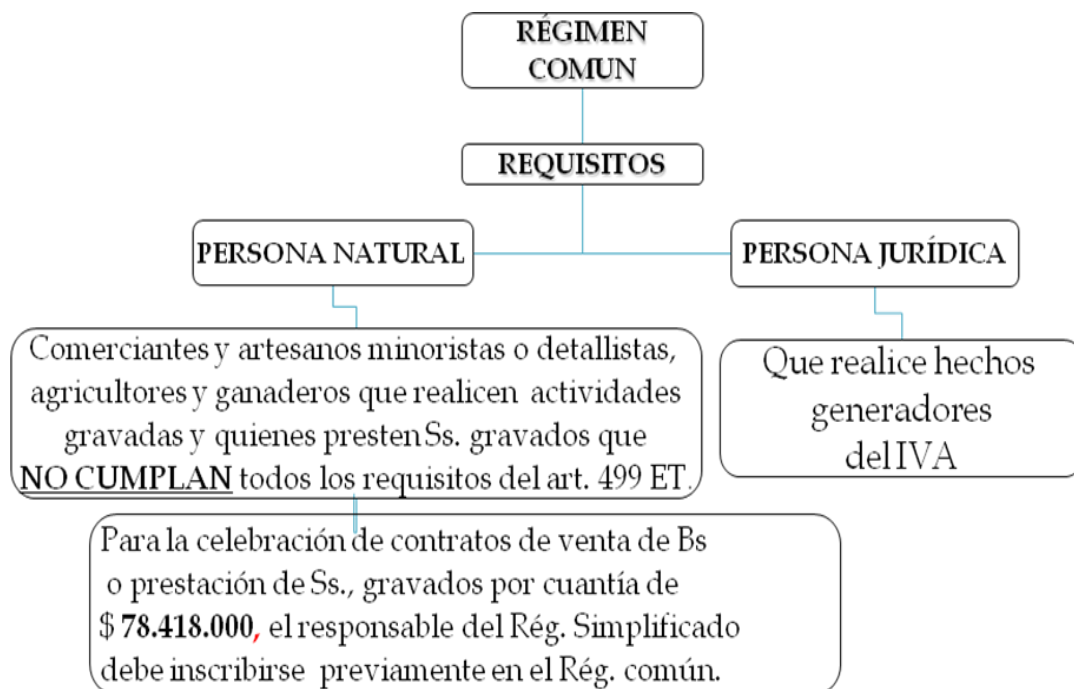 RÉGIMEN
COMUN
REQUISITOS
PERSONA NATURAL
PERSONA JURÍDICA
Comerciantes y artesanos minoristas o detallistas,
agricultores y ganaderos que realicen actividades
gravadas y quienes presten Ss. gravados que
NO CUMPLAN todos los requisitos del art. 499 ET.
Para la celebración de contratos de venta de Bs
o prestación de Ss., gravados por cuantía de
$ 78.418.000, el responsable del Rég. Simplificado
debe inscribirse previamente en el Rég. común.
Que realice hechos
generadores
del IVA